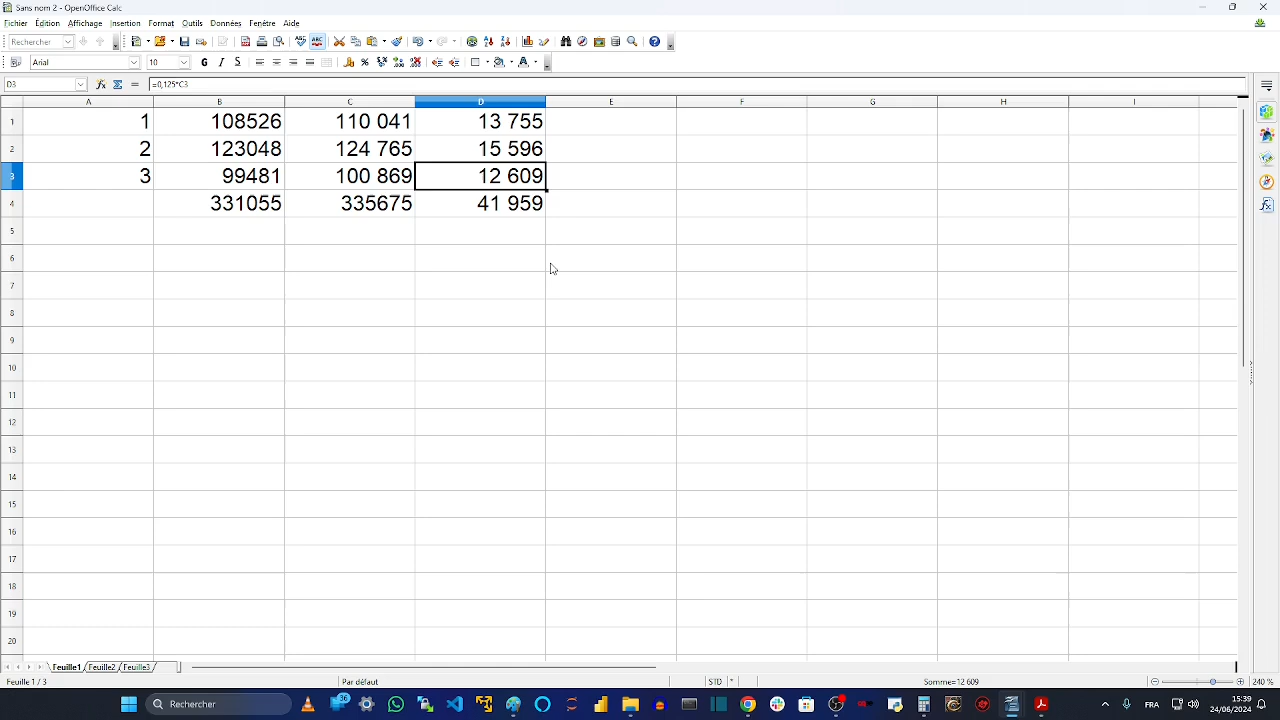 Sans nom 2 - OpenOffice Calc
Fichier Édition Affichage Insertion Format Outils Données Fenêtre Aide
Rechercher
Arial 10 G I S
D3 =0,125*C3
A B C D E F G H I
1 1 108526 110 041 13 755
2 2 123048 124 765 15 596
3 3 99481 100 869 12 609
4 331055 335675 41 959
5
6
7
8
9
10
11
12
13
14
15
16
17
18
19
20
Feuille1 Feuille2 Feuille3
Feuille 1 / 3 Par défaut STD * Somme=12 609 240 %
Rechercher FRA 15:39
24/06/2024